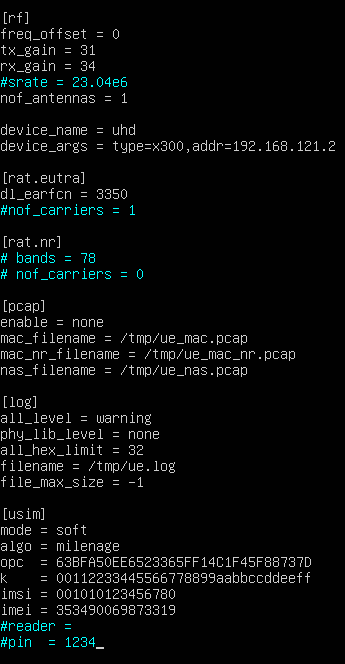 [rf]
freq_offset = 0
tx_gain = 31
rx_gain = 34
#srate = 23.04e6
nof_antennas = 1
device_name = uhd
device_args = type=x300,addr=192.168.121.2
[rat.eutra]
dl_earfcn = 3350
#nof_carriers = 1
[rat.nr]
# bands = 78
# nof_carriers = 0
[pcap]
enable = none
mac_filename = /tmp/ue_mac.pcap
mac_nr_filename = /tmp/ue_mac_nr.pcap
nas_filename = /tmp/ue_nas.pcap
[log]
all_level = warning
phy_lib_level = none
all_hex_limit = 32
filename = /tmp/ue.log
file_max_size = -1
[usim]
mode = soft
algo = milenage
opc  = 63BFA50EE6523365FF14C1F45F88737D
k    = 00112233445566778899aabbccddeeff
imsi = 001010123456780
imei = 353490069873319
#reader =
#pin  = 1234